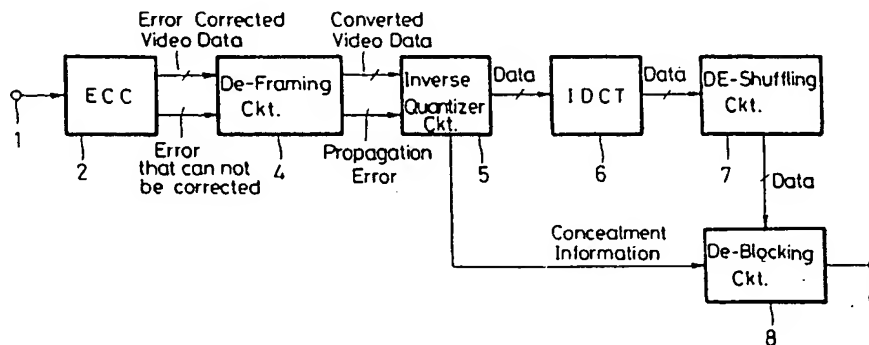 Error Corrected
Video Data
Converted
Video Data
ECC
De-Framing
Ckt.
Inverse
Quantizer
Ckt.
Data
IDCT
Data
DE-Shuffling
Ckt.
1
2
Error
that can not
be corrected
4
Propagation
Error
5
6
7
Data
Concealment
Information
De-Blocking
Ckt.
8